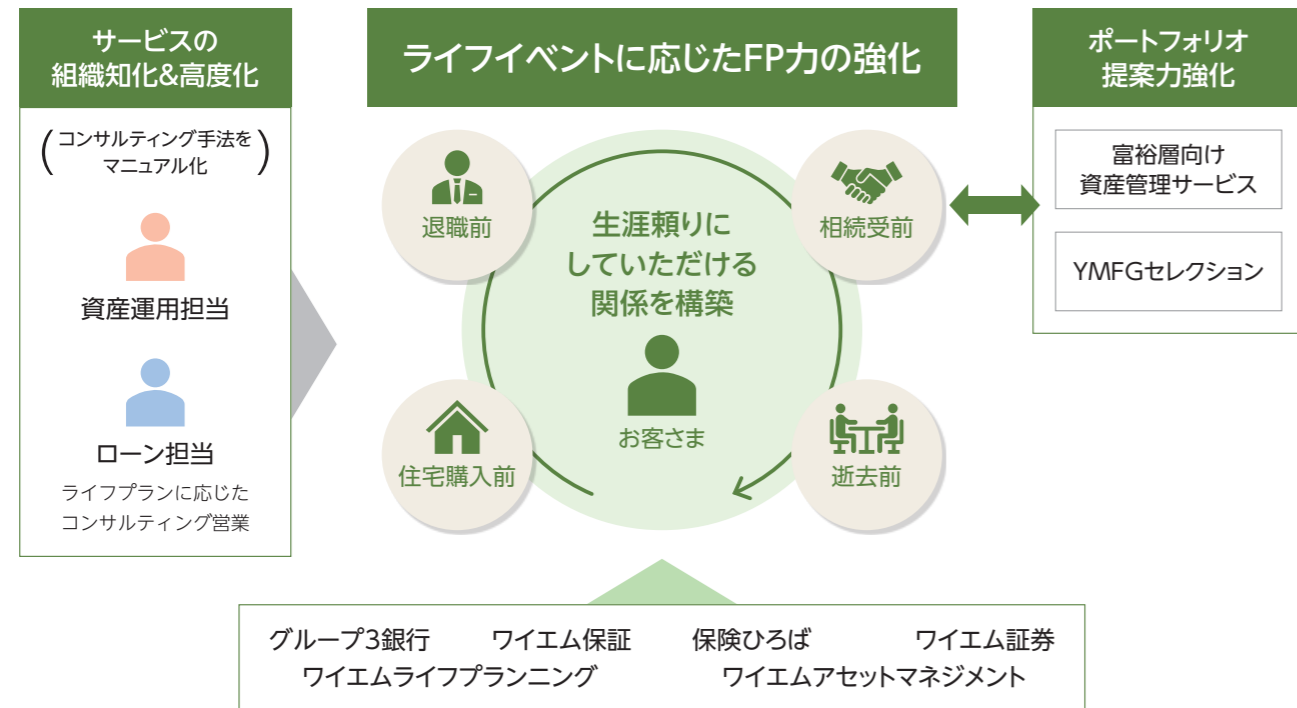 サービスの
組織知化&高度化
(コンサルティング手法を
マニュアル化)
資産運用担当
ローン担当
ライフプランに応じた
コンサルティング営業
ライフイベントに応じたFP力の強化
退職前
相続受前
生涯頼りに
していただける
関係を構築
お客さま
住宅購入前
逝去前
ポートフォリオ
提案力強化
富裕層向け
資産管理サービス
YMFGセレクション
グループ3銀行 ワイエム保証 保険ひろば ワイエム証券
ワイエムライフプランニング ワイエムアセットマネジメント